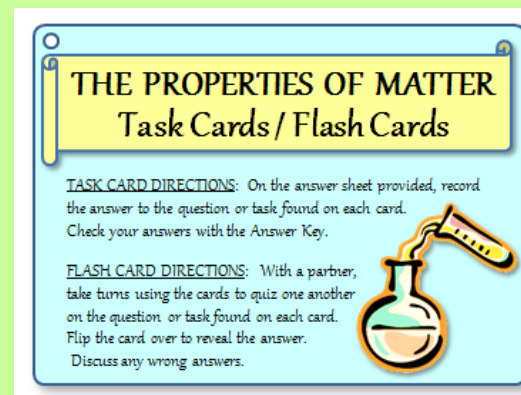 THE PROPERTIES OF MATTER
Task Cards / Flash Cards
TASK CARD DIRECTIONS: On the answer sheet provided, record
the answer to the question or task found on each card.
Check your answers with the Answer Key.
FLASH CARD DIRECTIONS: With a partner,
take turns using the cards to quiz one another
on the question or task found on each card.
Flip the card over to reveal the answer.
Discuss any wrong answers.